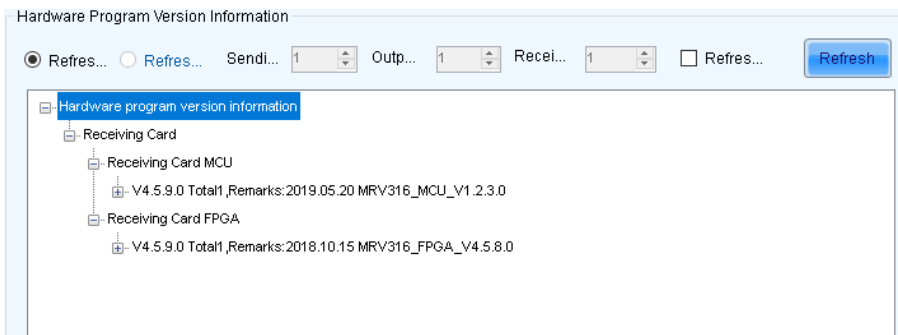 Hardware Program Version Information
Refres... Refres... Sendi... 1 Outp... 1 Recei... 1 Refres... Refresh
Hardware program version information
Receiving Card
Receiving Card MCU
V4.5.9.0 Total1 ,Remarks:2019.05.20 MRV316_MCU_V1.2.3.0
Receiving Card FPGA
V4.5.9.0 Total1 ,Remarks:2018.10.15 MRV316_FPGA_V4.5.8.0